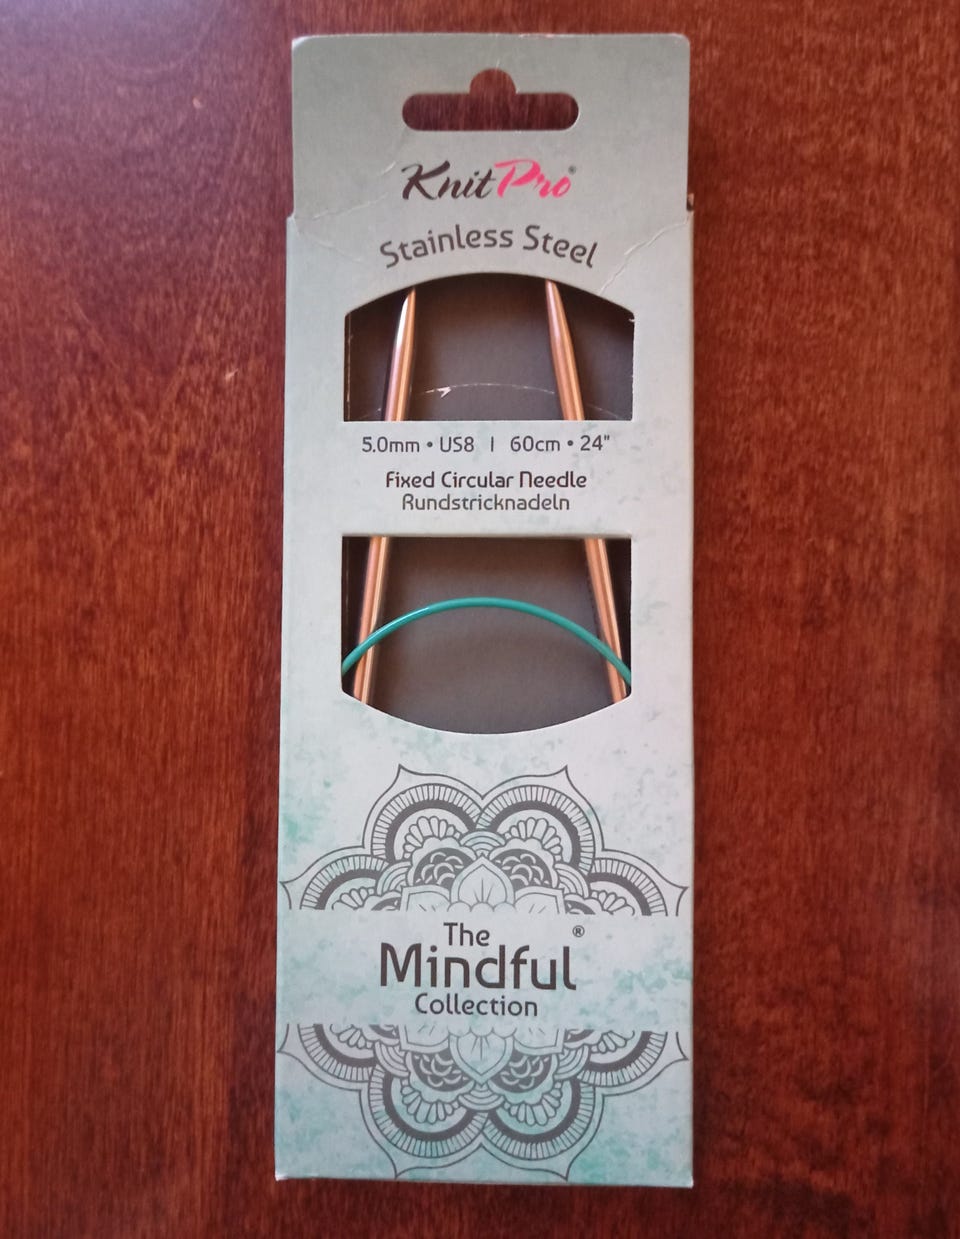 KnitPro®
Stainless Steel
5.0mm • US8 | 60cm • 24"
Fixed Circular Needle
Rundstricknadeln
The
Mindful®
Collection